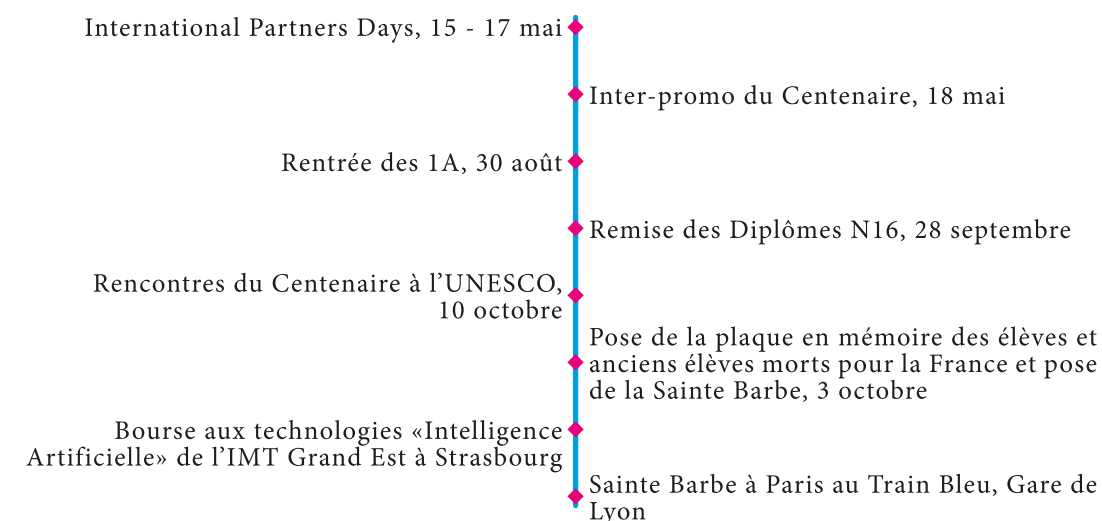 International Partners Days, 15 - 17 mai
Inter-promo du Centenaire, 18 mai
Rentrée des 1A, 30 août
Remise des Diplômes N16, 28 septembre
Rencontres du Centenaire à l’UNESCO,
10 octobre
Pose de la plaque en mémoire des élèves et
anciens élèves morts pour la France et pose
de la Sainte Barbe, 3 octobre
Bourse aux technologies «Intelligence
Artificielle» de l’IMT Grand Est à Strasbourg
Sainte Barbe à Paris au Train Bleu, Gare de
Lyon